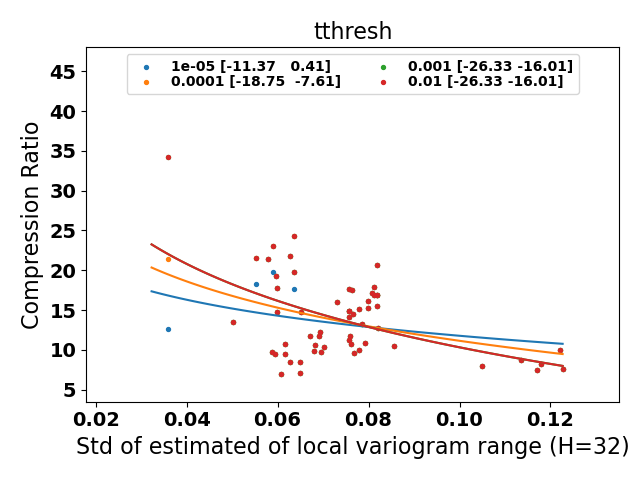 tthresh
1e-05 [-11.37   0.41]
0.0001 [-18.75  -7.61]
0.001 [-26.33 -16.01]
0.01 [-26.33 -16.01]
Compression Ratio
45
40
35
30
25
20
15
10
5
0.02 0.04 0.06 0.08 0.10 0.12
Std of estimated of local variogram range (H=32)